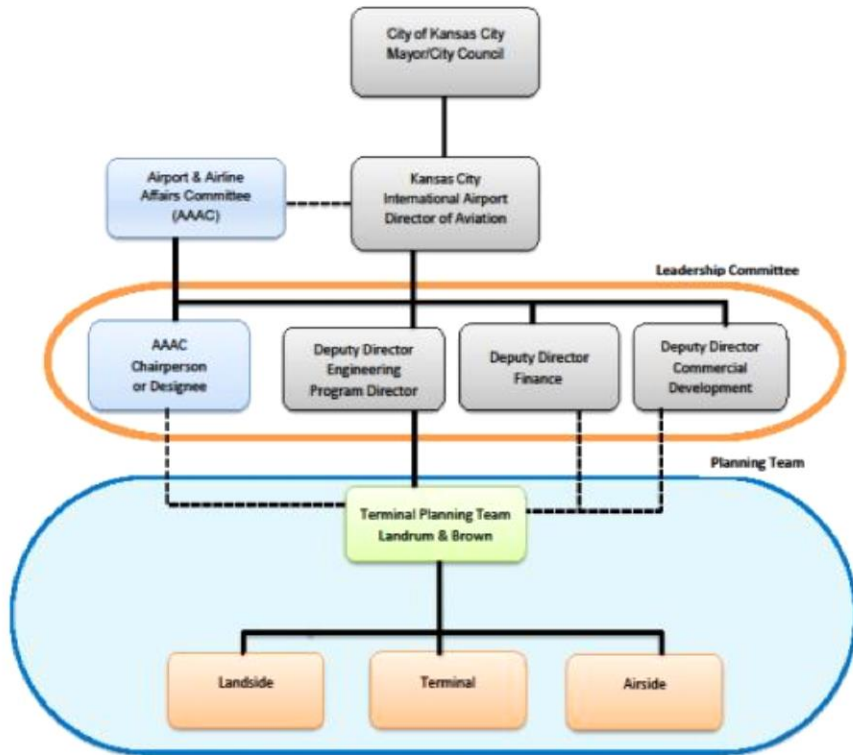 City of Kansas City
Mayor/City Council
Airport & Airline
Affairs Committee
(AAAC)
Kansas City
International Airport
Director of Aviation
Leadership Committee
AAAC
Chairperson
or Designee
Deputy Director
Engineering
Program Director
Deputy Director
Finance
Deputy Director
Commercial
Development
Planning Team
Terminal Planning Team
Landrum & Brown
Landside
Terminal
Airside